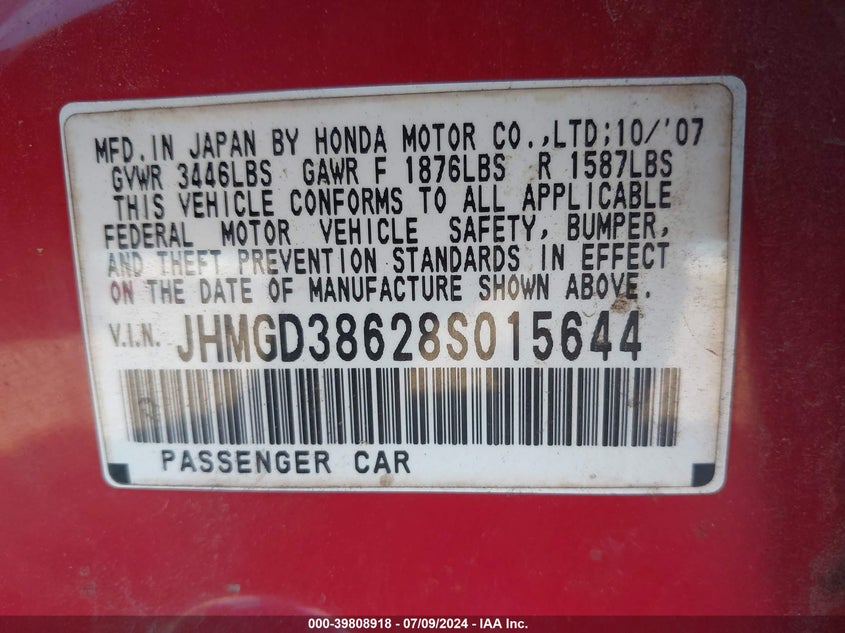 MFD. IN JAPAN BY HONDA MOTOR CO.,LTD;10/'07
GVWR 3446LBS GAWR F 1876LBS R 1587LBS
THIS VEHICLE CONFORMS TO ALL APPLICABLE
FEDERAL MOTOR VEHICLE SAFETY, BUMPER,
AND THEFT PREVENTION STANDARDS IN EFFECT
ON THE DATE OF MANUFACTURE SHOWN ABOVE.
V.I.N. JHMGD38628S015644
PASSENGER CAR
000-39808918 - 07/09/2024 - IAA Inc.